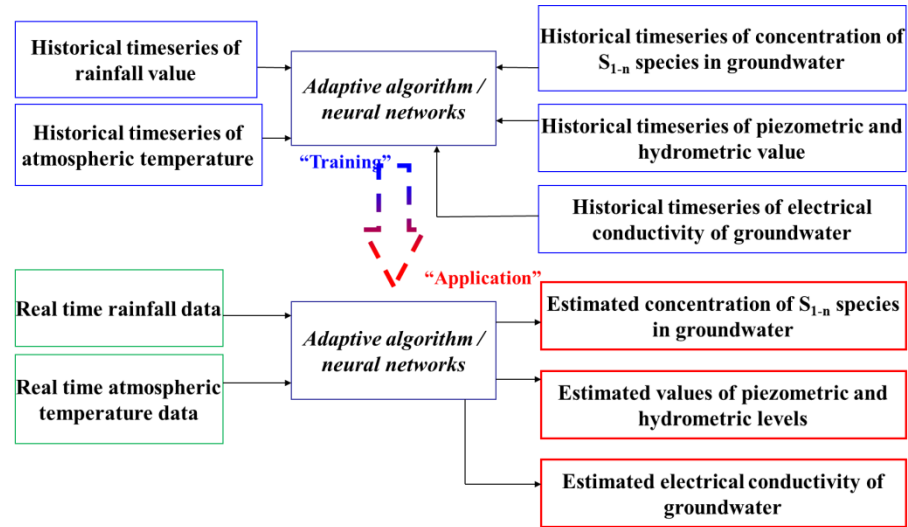 Historical timeseries of
rainfall value
Historical timeseries of
atmospheric temperature
Adaptive algorithm /
neural networks
Historical timeseries of concentration of
S1-n species in groundwater
Historical timeseries of piezometric and
hydrometric value
Historical timeseries of electrical
conductivity of groundwater
“Training”
“Application”
Real time rainfall data
Real time atmospheric
temperature data
Adaptive algorithm /
neural networks
Estimated concentration of S1-n species
in groundwater
Estimated values of piezometric and
hydrometric levels
Estimated electrical conductivity of
groundwater